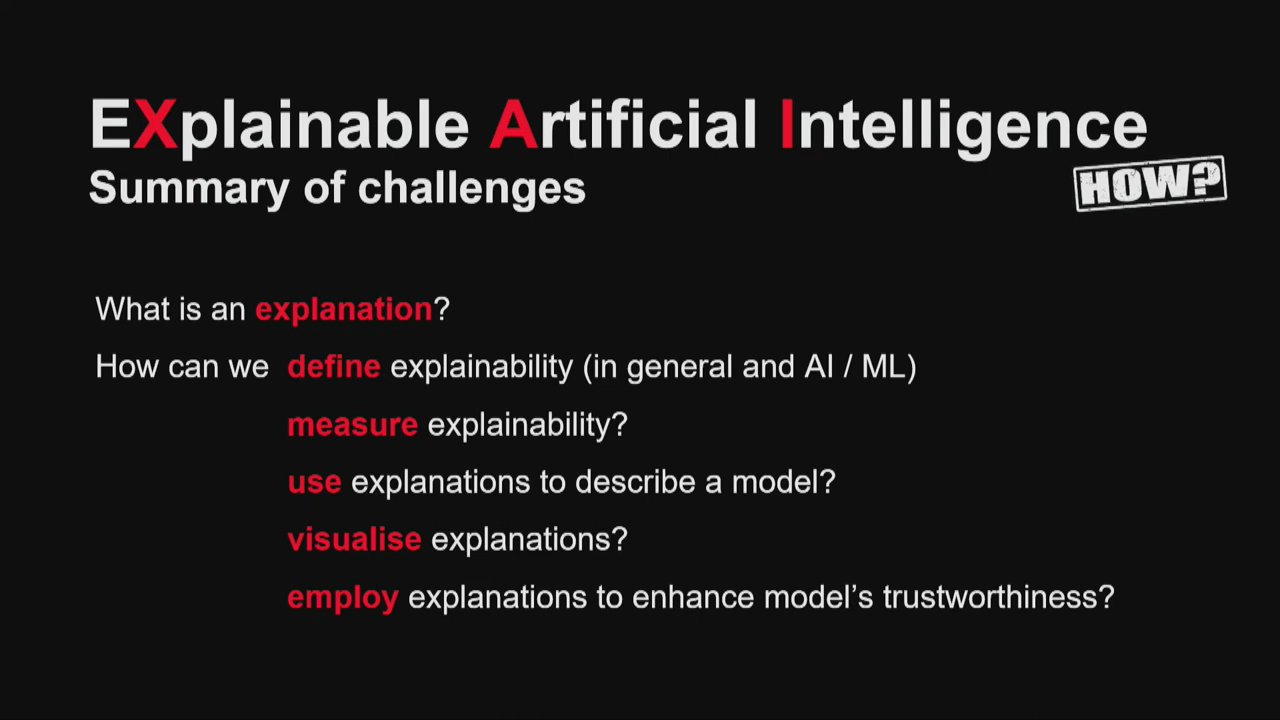 EXplainable Artificial Intelligence
Summary of challenges
HOW?
What is an explanation?
How can we define explainability (in general and AI / ML)
measure explainability?
use explanations to describe a model?
visualise explanations?
employ explanations to enhance model’s trustworthiness?